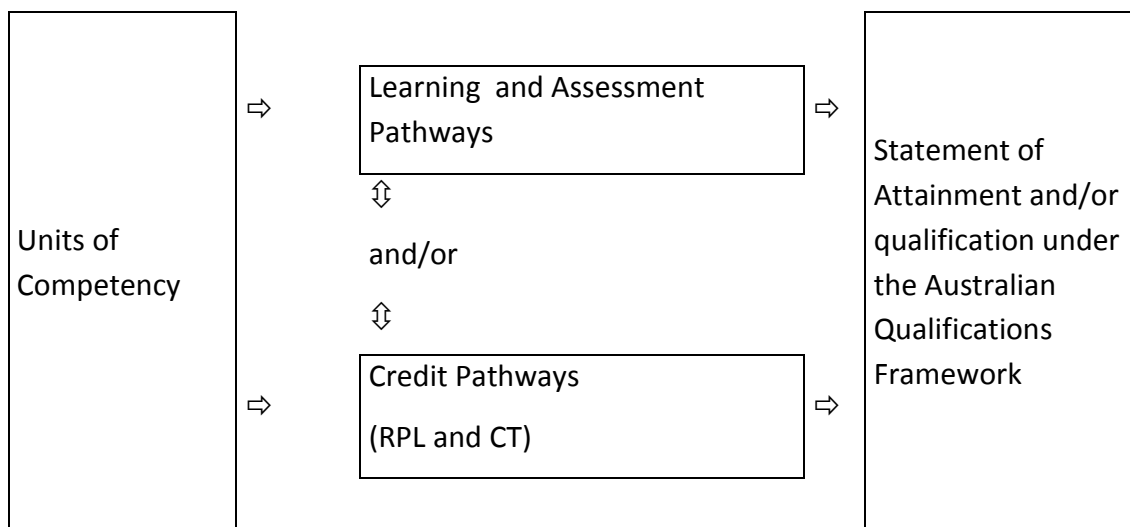 Units of
Competency
⇨
Learning and Assessment
Pathways
⇨
⇳
and/or
⇳
⇨
Credit Pathways
(RPL and CT)
⇨
Statement of
Attainment and/or
qualification under
the Australian
Qualifications
Framework